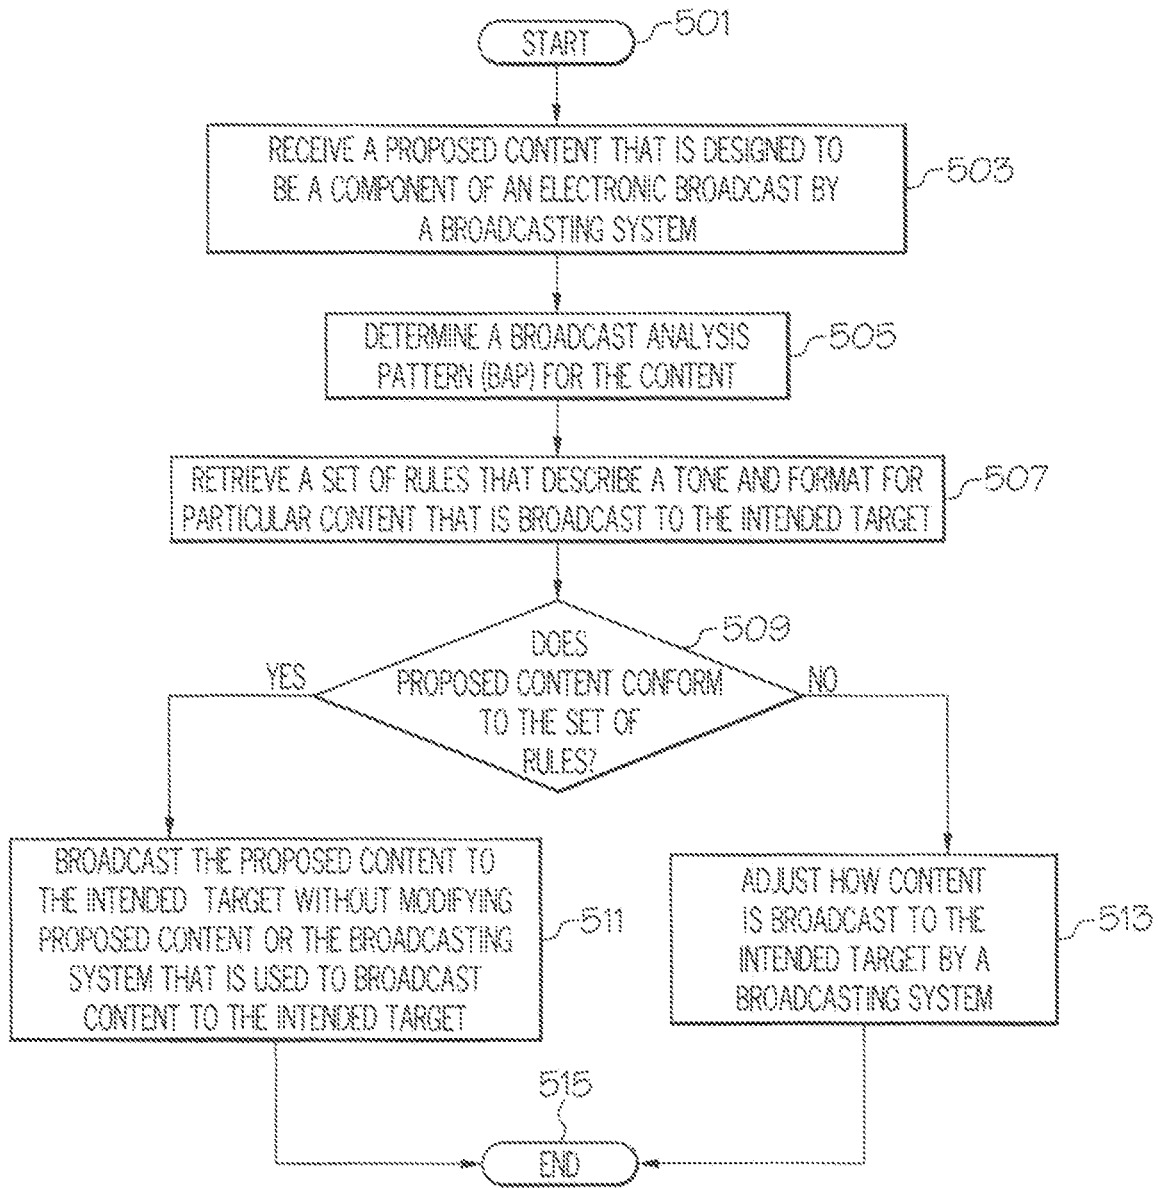 START
501
RECEIVE A PROPOSED CONTENT THAT IS DESIGNED TO
BE A COMPONENT OF AN ELECTRONIC BROADCAST BY
A BROADCASTING SYSTEM
503
DETERMINE A BROADCAST ANALYSIS
PATTERN (BAP) FOR THE CONTENT
505
RETRIEVE A SET OF RULES THAT DESCRIBE A TONE AND FORMAT FOR
PARTICULAR CONTENT THAT IS BROADCAST TO THE INTENDED TARGET
507
DOES
PROPOSED CONTENT CONFORM
TO THE SET OF
RULES?
509
YES
NO
BROADCAST THE PROPOSED CONTENT TO
THE INTENDED TARGET WITHOUT MODIFYING
PROPOSED CONTENT OR THE BROADCASTING
SYSTEM THAT IS USED TO BROADCAST
CONTENT TO THE INTENDED TARGET
511
ADJUST HOW CONTENT
IS BROADCAST TO THE
INTENDED TARGET BY A
BROADCASTING SYSTEM
513
515
END